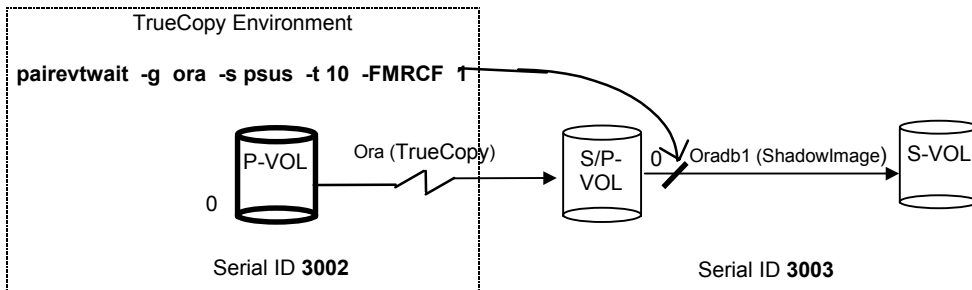 TrueCopy Environment
pairevtwait -g ora -s psus -t 10 -FMRCF 1
P-VOL
0
Ora (TrueCopy)
S/P-
VOL
0
Oradb1 (ShadowImage)
S-VOL
Serial ID 3002
Serial ID 3003